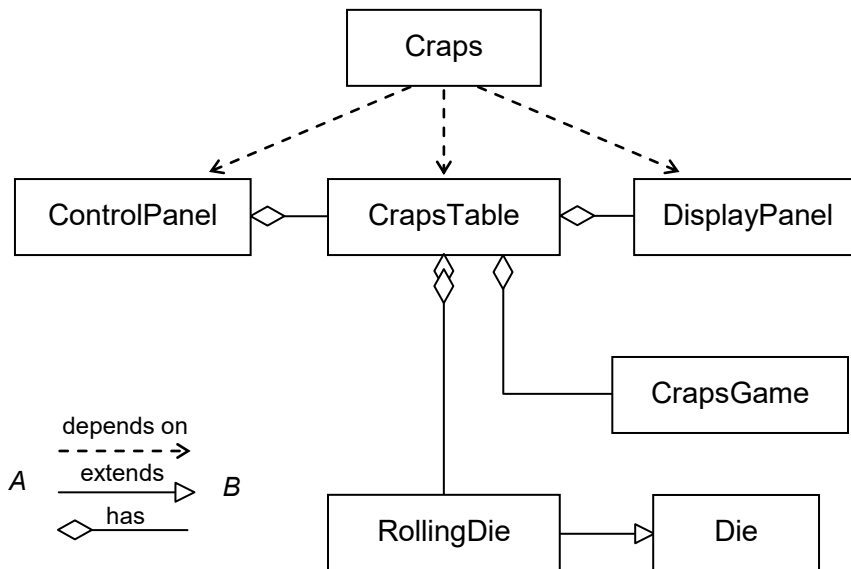 Craps
ControlPanel
CrapsTable
DisplayPanel
CrapsGame
depends on
A
extends
B
has
RollingDie
Die